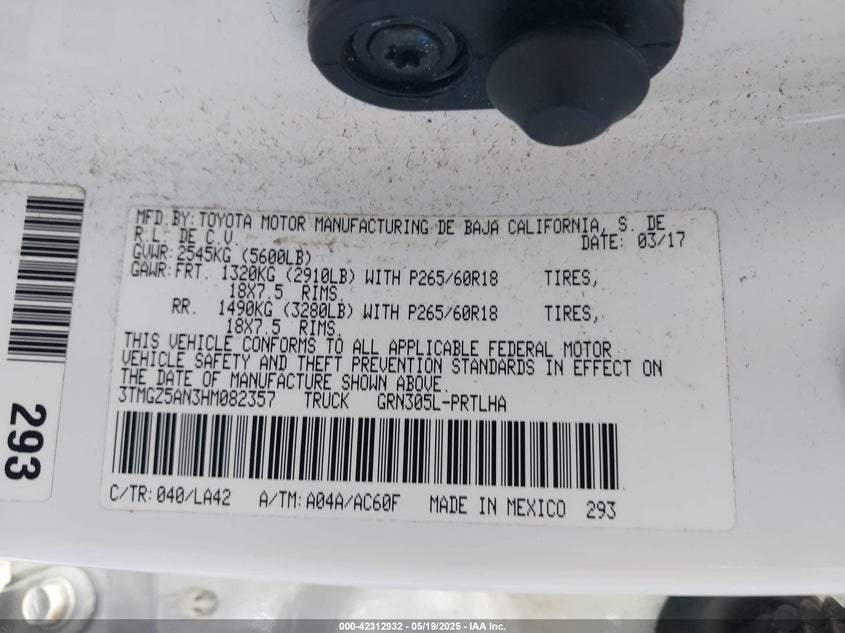 MFD.BY:TOYOTA MOTOR MANUFACTURING DE BAJA CALIFORNIA, S. DE
R.L. DE C.V. DATE: 03/17
GVWR:2545KG (5600LB)
GAWR:FRT. 1320KG (2910LB) WITH P265/60R18 TIRES,
18X7.5 RIMS.
RR. 1490KG (3280LB) WITH P265/60R18 TIRES,
18X7.5 RIMS.
THIS VEHICLE CONFORMS TO ALL APPLICABLE FEDERAL MOTOR
VEHICLE SAFETY AND THEFT PREVENTION STANDARDS IN EFFECT ON
THE DATE OF MANUFACTURE SHOWN ABOVE.
3TMGZ5AN3HM082357 TRUCK GRN305L-PRTLHA
C/TR:040/LA42 A/TM:A04A/AC60F MADE IN MEXICO 293
293
000-42312932 - 05/19/2025 - IAA Inc.